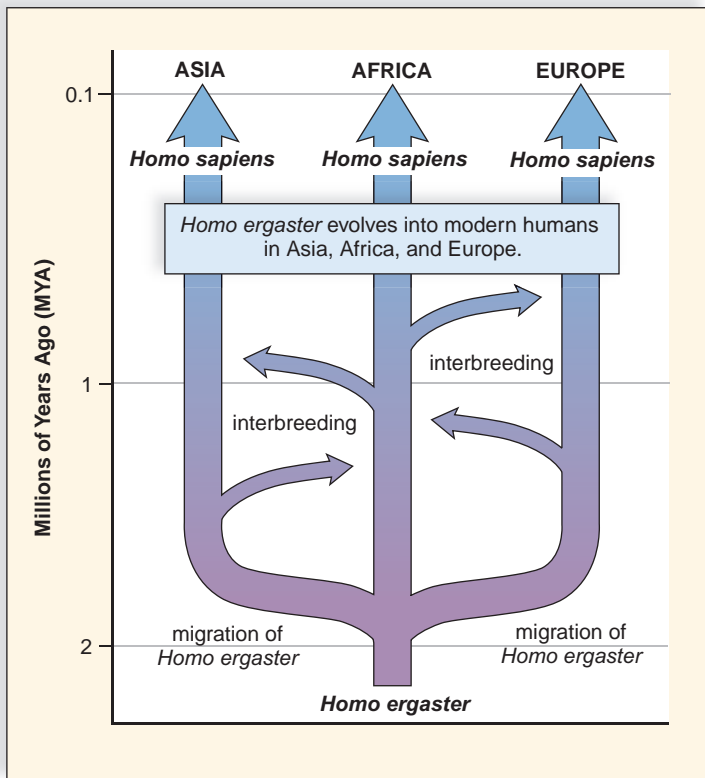 ASIA
AFRICA
EUROPE
0.1
Homo sapiens
Homo sapiens
Homo sapiens
Homo ergaster evolves into modern humans
in Asia, Africa, and Europe.
Millions of Years Ago (MYA)
interbreeding
1
interbreeding
migration of
Homo ergaster
migration of
Homo ergaster
2
Homo ergaster